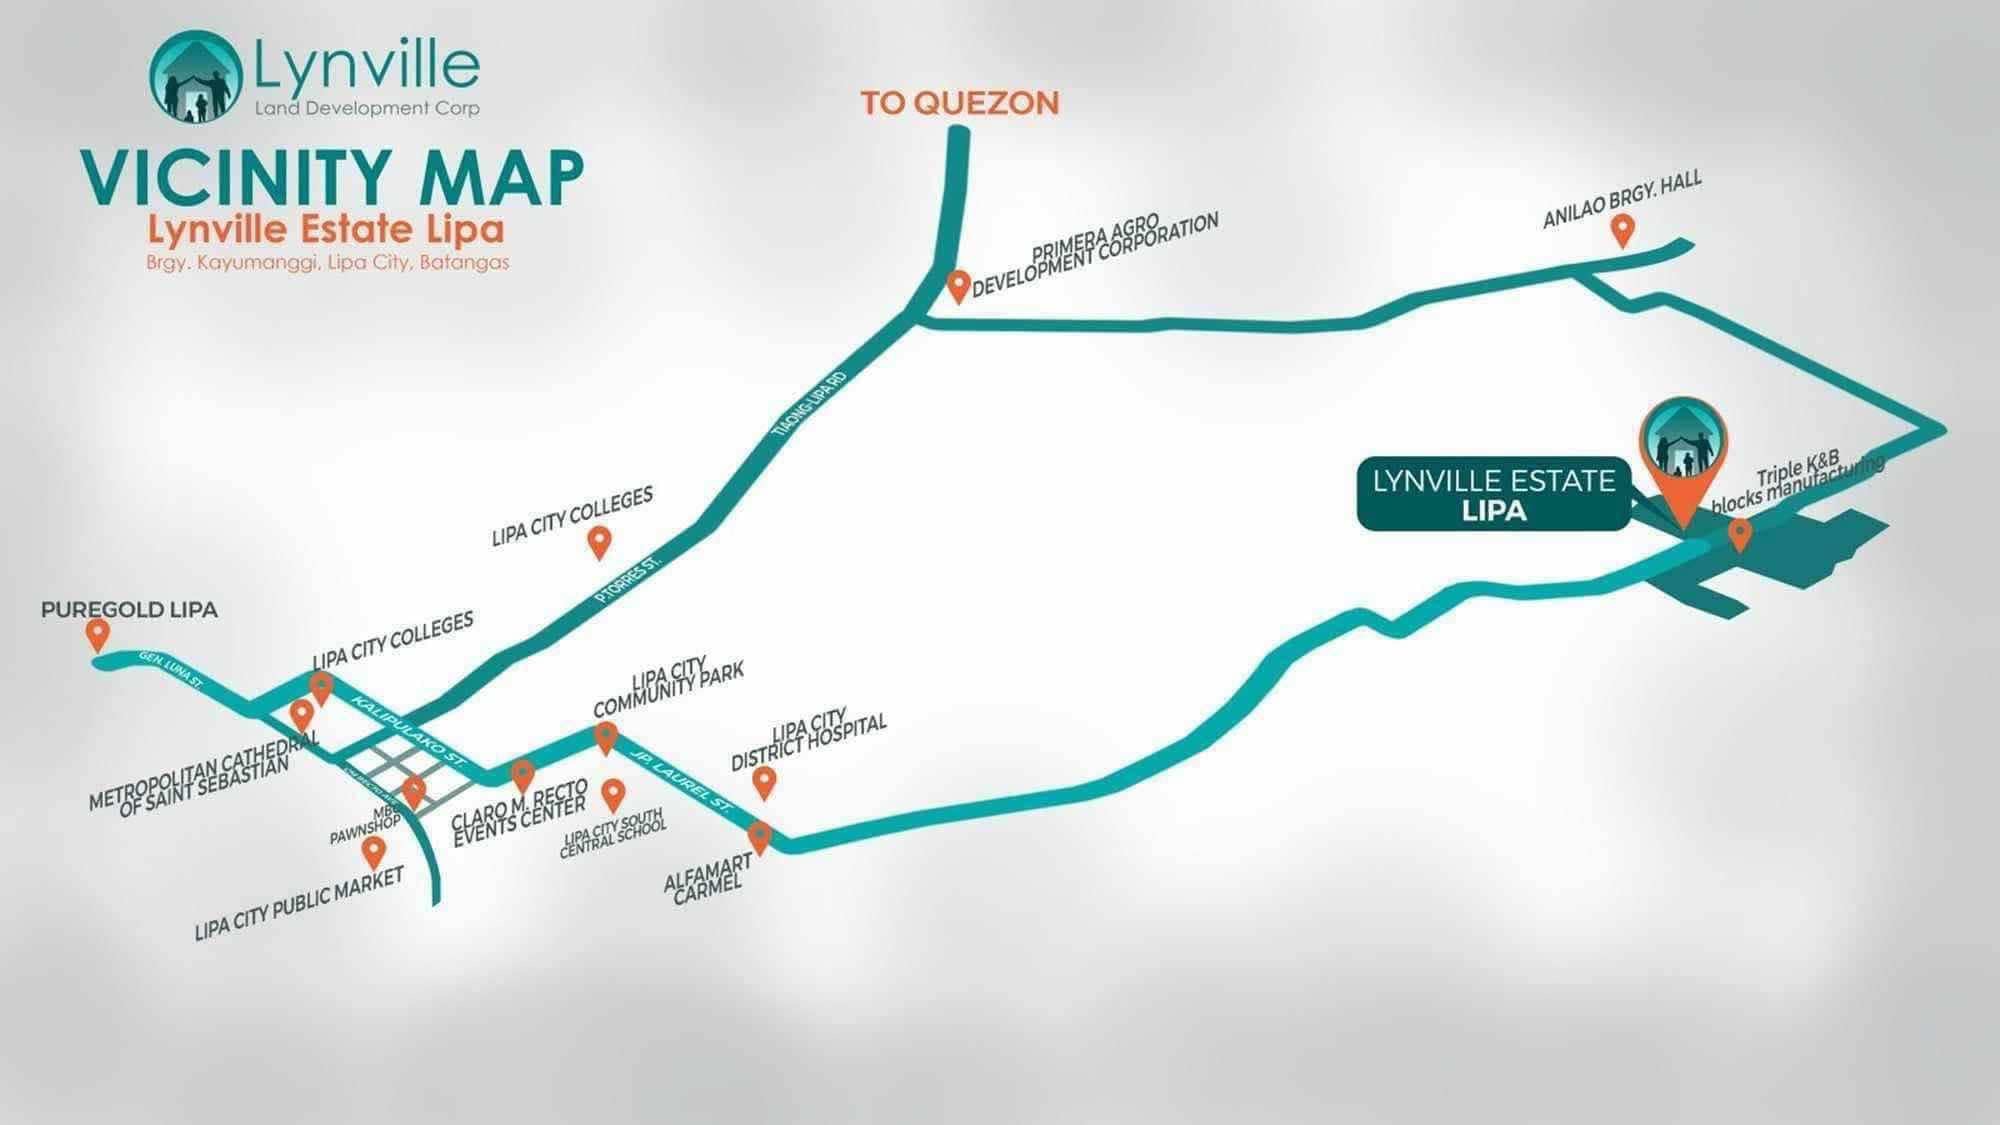 Lynville
Land Development Corp
VICINITY MAP
Lynville Estate Lipa
Brgy. Kayumanggi, Lipa City, Batangas
TO QUEZON
ANILAO BRGY. HALL
PRIMERA AGRO
DEVELOPMENT CORPORATION
TIAONG-LIPA RD
LYNVILLE ESTATE
LIPA
Triple K&B
blocks manufacturing
LIPA CITY COLLEGES
P.TORRES ST.
PUREGOLD LIPA
GEN. LUNA ST.
LIPA CITY COLLEGES
KALIPULAKO ST.
METROPOLITAN CATHEDRAL
OF SAINT SEBASTIAN
LIPA CITY
COMMUNITY PARK
JP. LAUREL ST.
LIPA CITY
DISTRICT HOSPITAL
CLARO M. RECTO
EVENTS CENTER
LIPA CITY SOUTH
CENTRAL SCHOOL
PAWNSHOP
LIPA CITY PUBLIC MARKET
ALFAMART
CARMEL